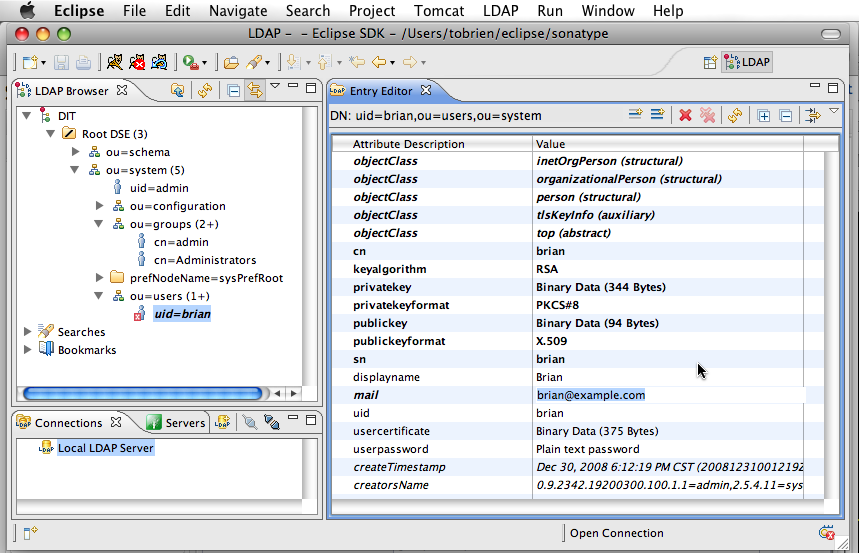 Eclipse File Edit Navigate Search Project Tomcat LDAP Run Window Help
LDAP - - Eclipse SDK - /Users/tobrien/eclipse/sonatype
LDAP
LDAP Browser
DIT
Root DSE (3)
ou=schema
ou=system (5)
uid=admin
ou=configuration
ou=groups (2+)
cn=admin
cn=Administrators
prefNodeName=sysPrefRoot
ou=users (1+)
uid=brian
Searches
Bookmarks
Connections Servers
Local LDAP Server
LDAP Entry Editor
DN: uid=brian,ou=users,ou=system
Attribute Description Value
objectClass inetOrgPerson (structural)
objectClass organizationalPerson (structural)
objectClass person (structural)
objectClass tlsKeyInfo (auxiliary)
objectClass top (abstract)
cn brian
keyalgorithm RSA
privatekey Binary Data (344 Bytes)
privatekeyformat PKCS#8
publickey Binary Data (94 Bytes)
publickeyformat X.509
sn brian
displayname Brian
mail brian@example.com
uid brian
usercertificate Binary Data (375 Bytes)
userpassword Plain text password
createTimestamp Dec 30, 2008 6:12:19 PM CST (200812310012192
creatorsName 0.9.2342.19200300.100.1.1=admin,2.5.4.11=sys
Open Connection